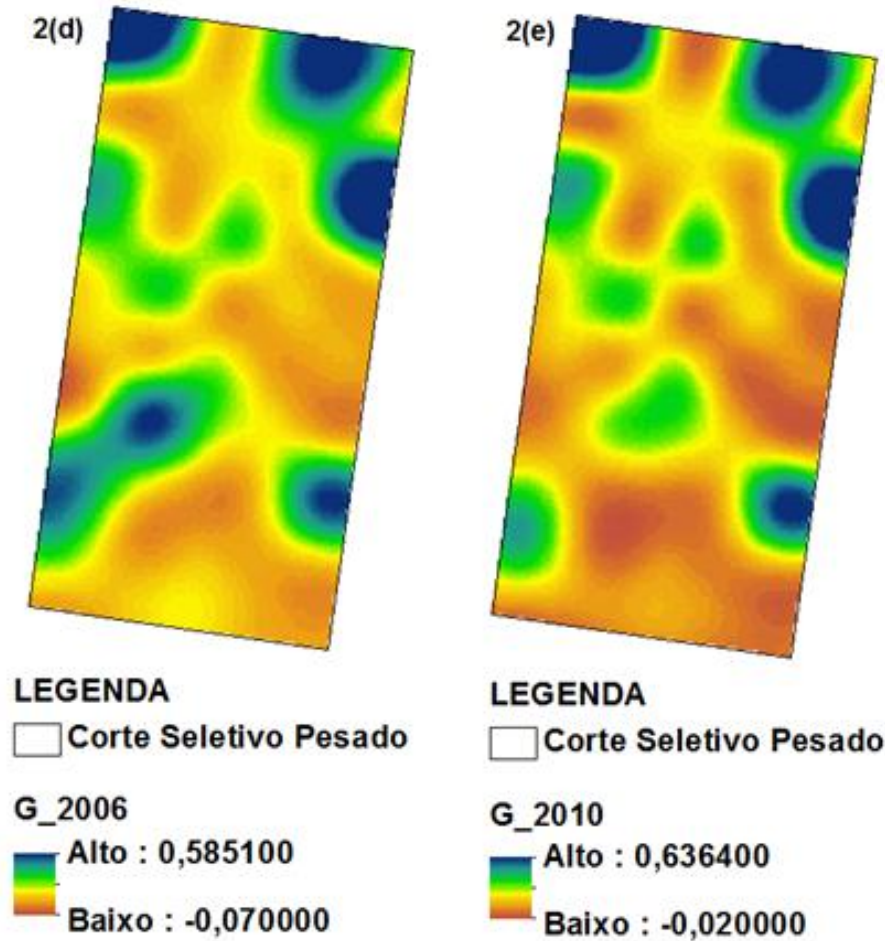 2(d)
LEGENDA
Corte Seletivo Pesado
G_2006
Alto : 0,585100
Baixo : -0,070000
2(e)
LEGENDA
Corte Seletivo Pesado
G_2010
Alto : 0,636400
Baixo : -0,020000